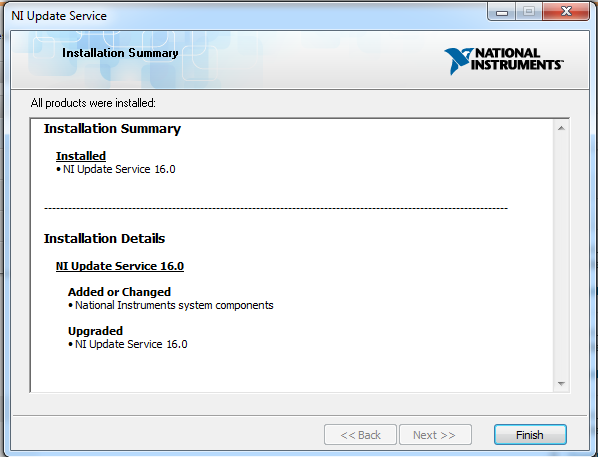 NI Update Service
Installation Summary
NATIONAL
INSTRUMENTS™
All products were installed:
Installation Summary
Installed
• NI Update Service 16.0
--------------------------------------------------------------------------------------------------------------------
Installation Details
NI Update Service 16.0
Added or Changed
• National Instruments system components
Upgraded
• NI Update Service 16.0
<< Back
Next >>
Finish